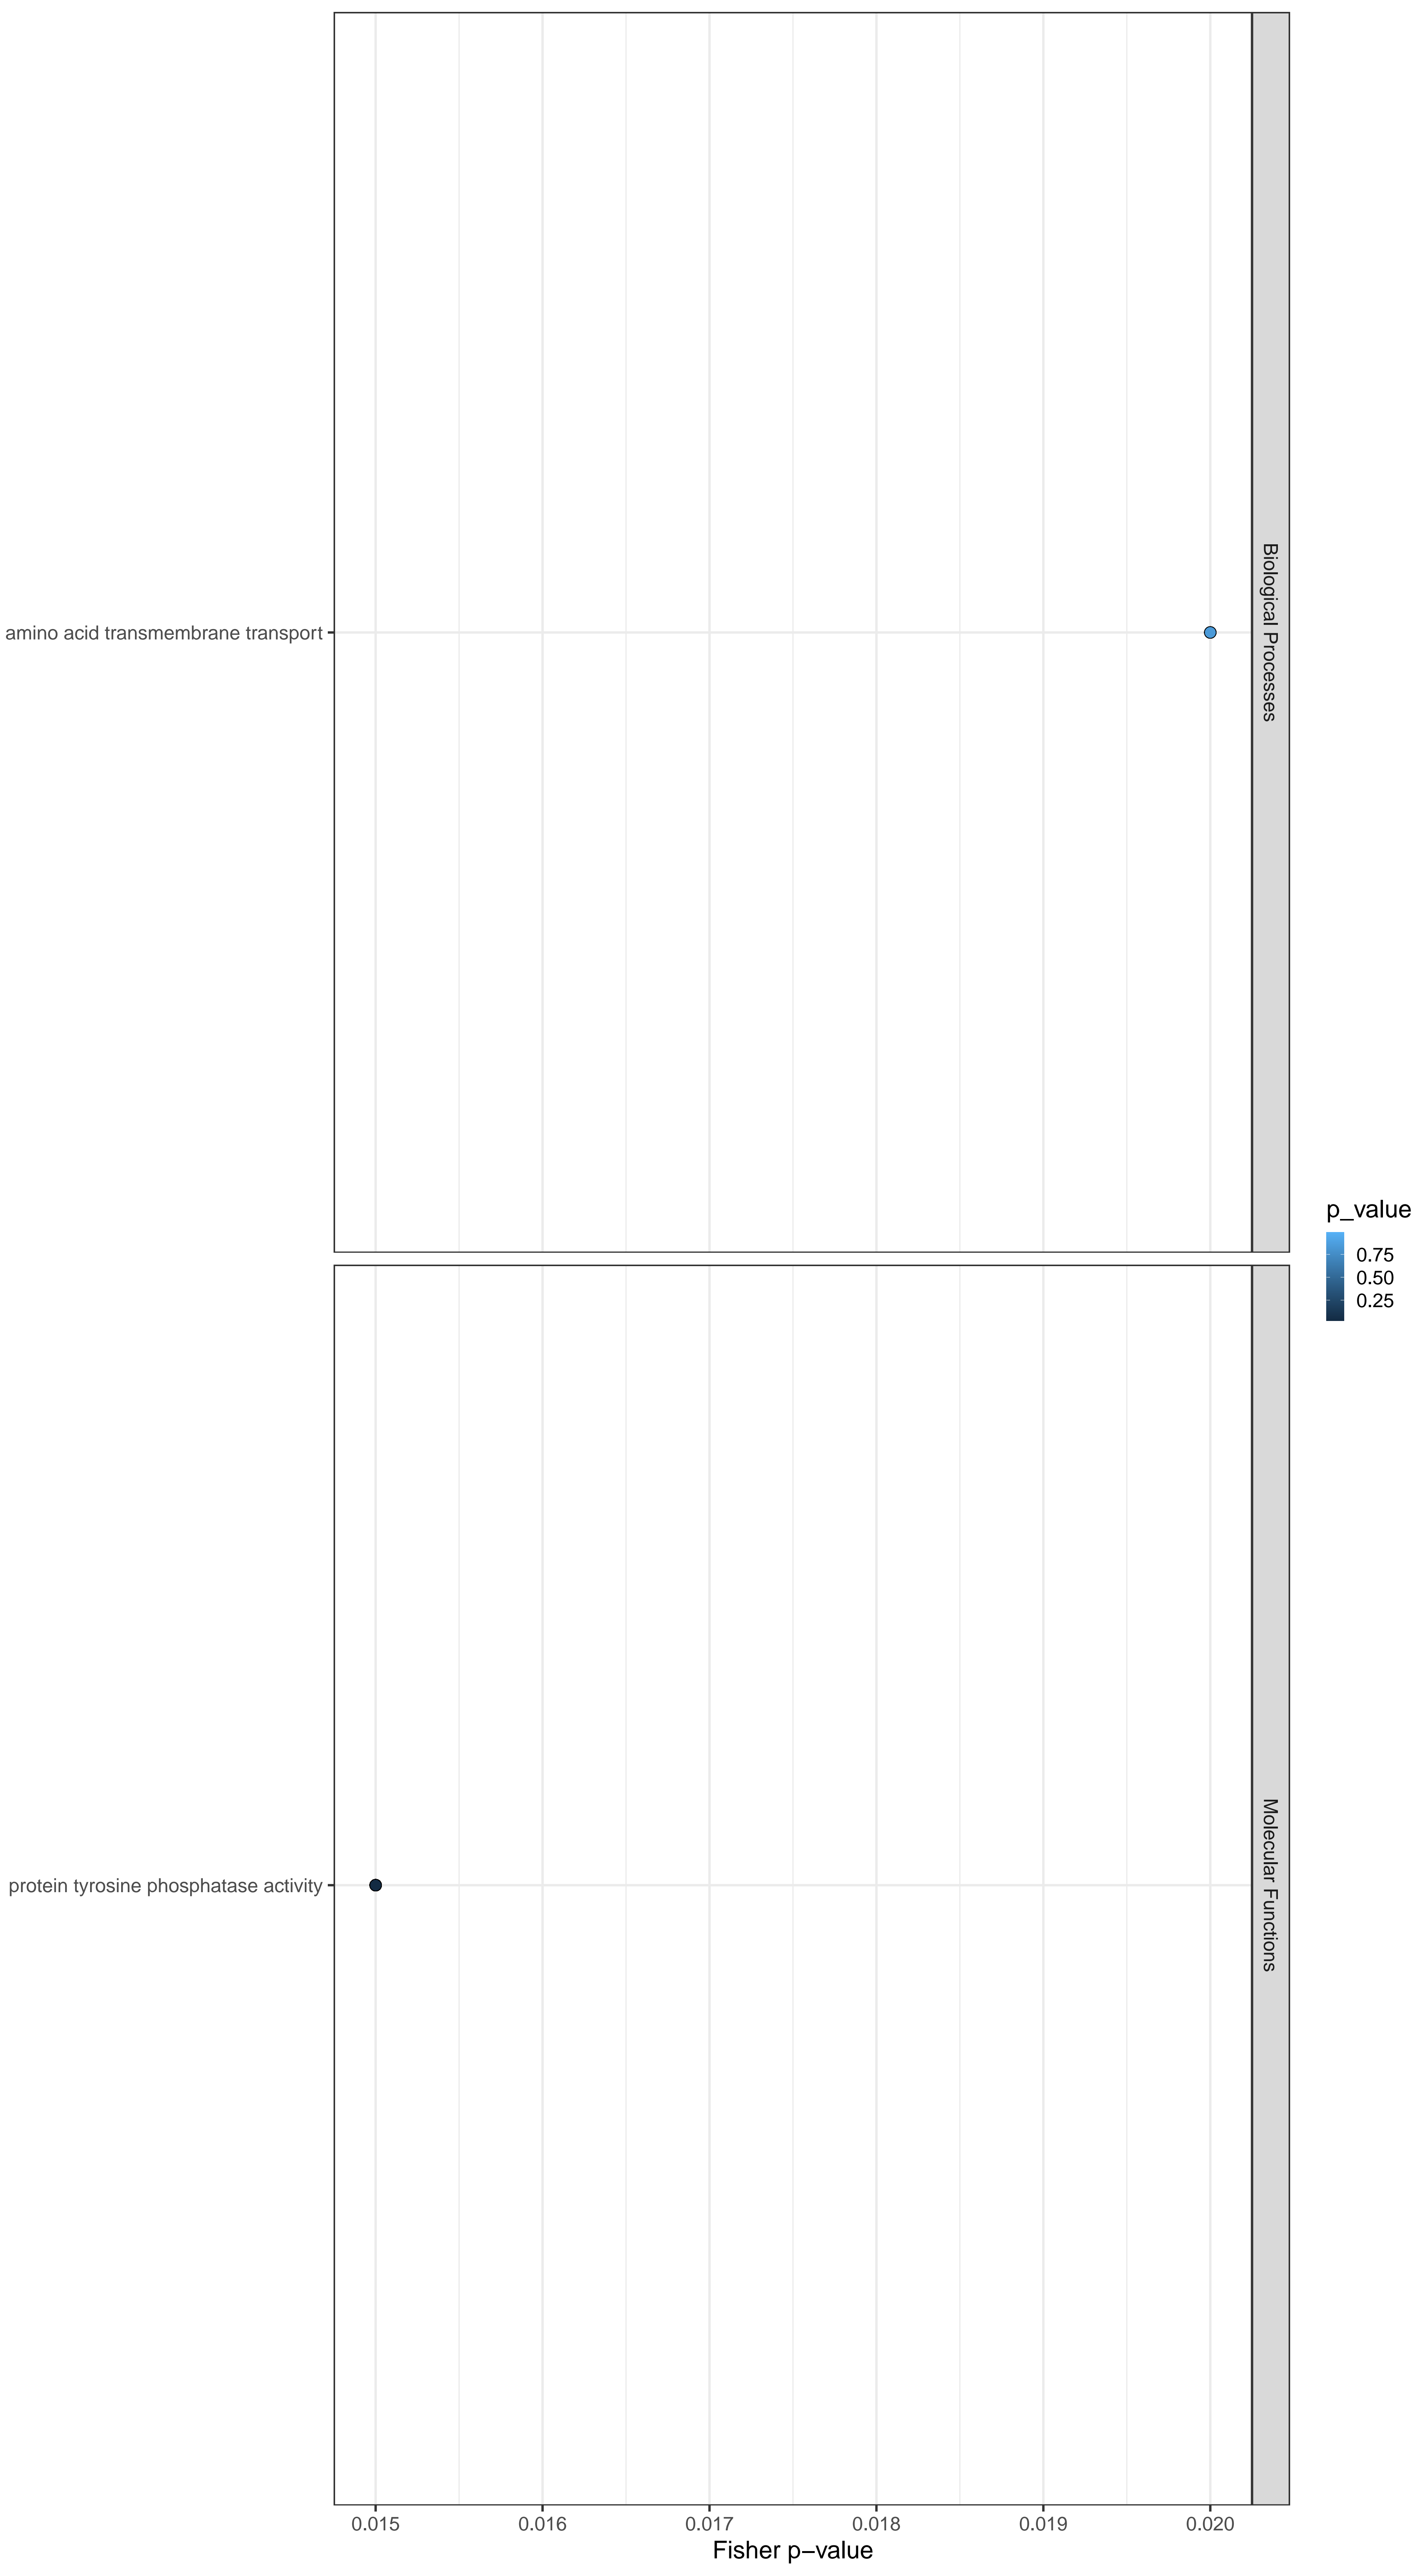 Biological Processes
amino acid transmembrane transport
p_value
0.75
0.50
0.25
Molecular Functions
protein tyrosine phosphatase activity
0.015 0.016 0.017 0.018 0.019 0.020
Fisher p−value